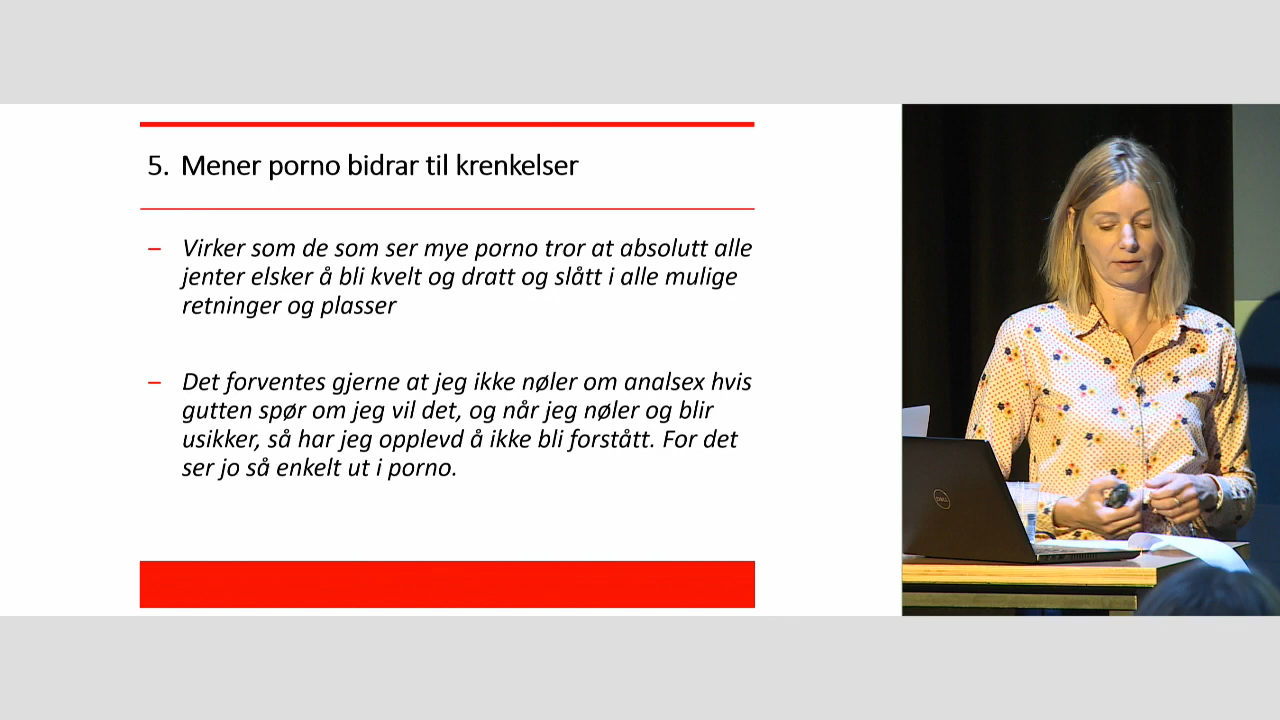 5. Mener porno bidrar til krenkelser
– Virker som de som ser mye porno tror at absolutt alle
jenter elsker å bli kvelt og dratt og slått i alle mulige
retninger og plasser
– Det forventes gjerne at jeg ikke nøler om analsex hvis
gutten spør om jeg vil det, og når jeg nøler og blir
usikker, så har jeg opplevd å ikke bli forstått. For det
ser jo så enkelt ut i porno.
DELL